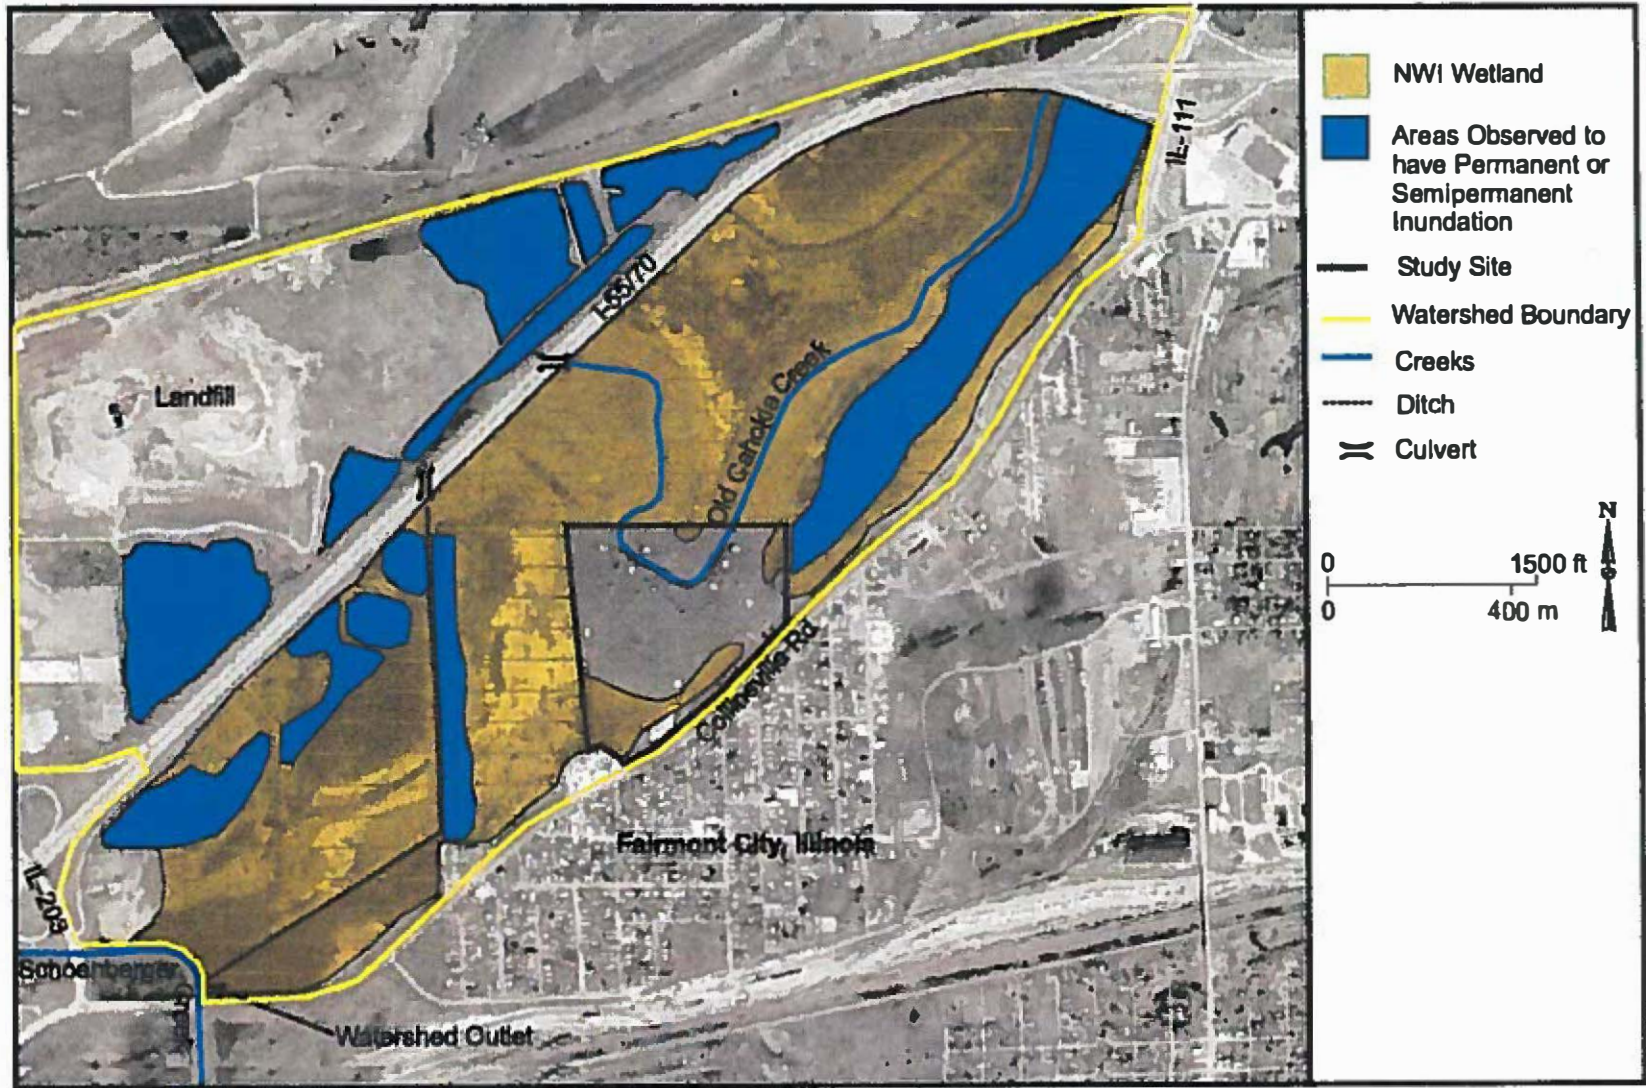 NWI Wetland
Areas Observed to
have Permanent or
Semipermanent
Inundation
Study Site
Watershed Boundary
Creeks
Ditch
Culvert
N
0
1500 ft
0
400 m
IL-111
I-55/70
Landfill
Old Cahokia Creek
Collinsville Rd
Fairmont City, Illinois
IL-203
Schoenberger
Watershed Outlet